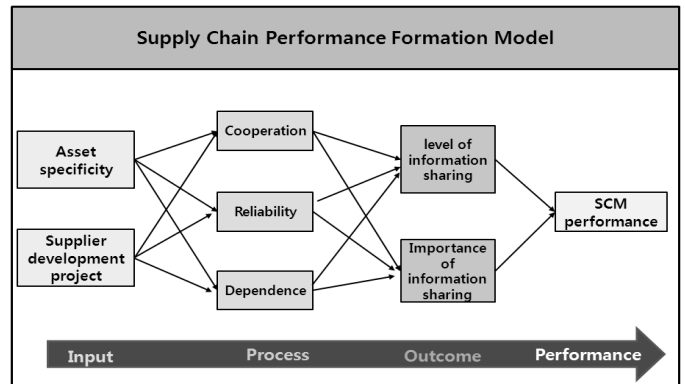 Supply Chain Performance Formation Model
Asset
specificity
Supplier
development
project
Cooperation
Reliability
Dependence
level of
information
sharing
Importance
of
information
sharing
SCM
performance
Input
Process
Outcome
Performance